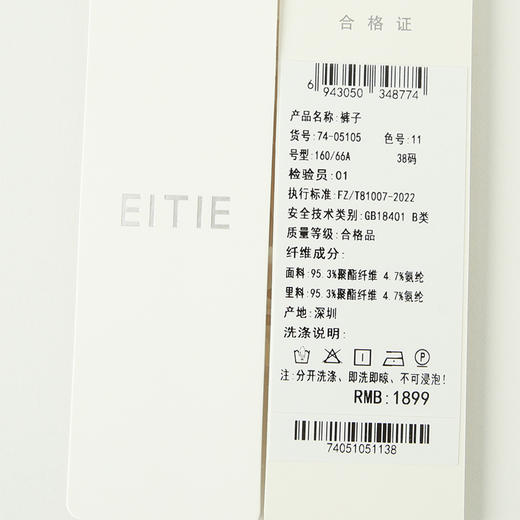 EITIE
合格证
6 943050 348774
产品名称:裤子
货号:74-05105 色号:11
号型:160/66A 38码
检验员:01
执行标准:FZ/T81007-2022
安全技术类别:GB18401 B类
质量等级:合格品
纤维成分:
面料:95.3%聚酯纤维 4.7%氨纶
里料:95.3%聚酯纤维 4.7%氨纶
产地:深圳
洗涤说明:
注:分开洗涤、即洗即晾、不可浸泡!
RMB:1899
74051051138